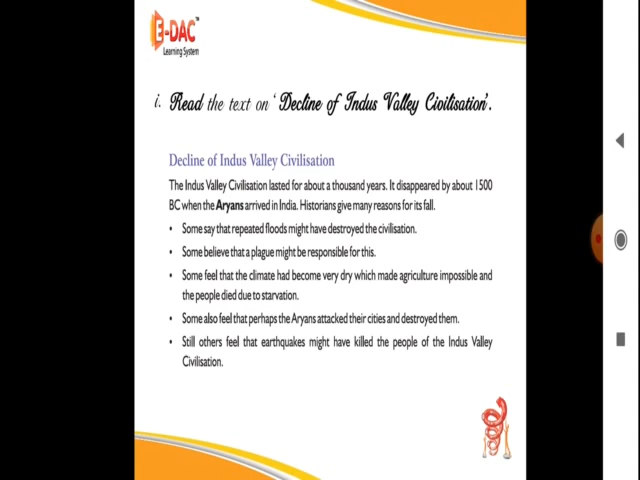 E-DAC
Learning System
i. Read the text on ' Decline of Indus Valley Civilisation'.
Decline of Indus Valley Civilisation
The Indus Valley Civilisation lasted for about a thousand years. It disappeared by about 1500
BC when the Aryans arrived in India. Historians give many reasons for its fall.
• Some say that repeated floods might have destroyed the civilisation.
• Some believe that a plague might be responsible for this.
• Some feel that the climate had become very dry which made agriculture impossible and
the people died due to starvation.
• Some also feel that perhaps the Aryans attacked their cities and destroyed them.
• Still others feel that earthquakes might have killed the people of the Indus Valley
Civilisation.